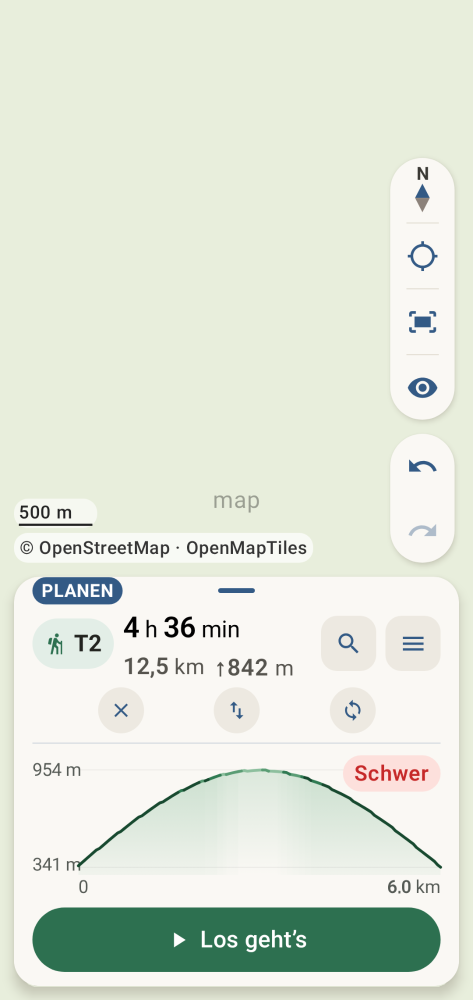 N
map
500 m
© OpenStreetMap · OpenMapTiles
PLANEN
T2
4 h 36 min
12,5 km ↑842 m
954 m
Schwer
341 m
0
6.0 km
Los geht’s